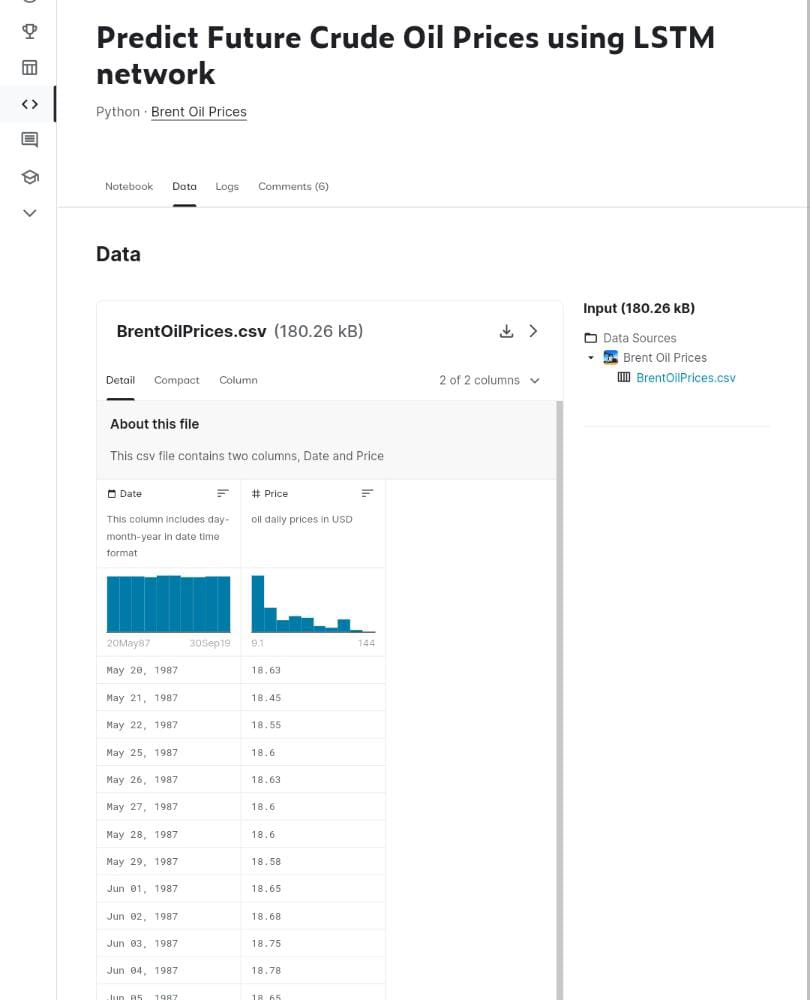 Predict Future Crude Oil Prices using LSTM
network
Python · Brent Oil Prices
Notebook Data Logs Comments (6)
Data
BrentOilPrices.csv (180.26 kB)
Detail Compact Column 2 of 2 columns
About this file
This csv file contains two columns, Date and Price
Date # Price
This column includes day-
month-year in date time
format
oil daily prices in USD
20May87 30Sep19 9.1 144
May 20, 1987 18.63
May 21, 1987 18.45
May 22, 1987 18.55
May 25, 1987 18.6
May 26, 1987 18.63
May 27, 1987 18.6
May 28, 1987 18.6
May 29, 1987 18.58
Jun 01, 1987 18.65
Jun 02, 1987 18.68
Jun 03, 1987 18.75
Jun 04, 1987 18.78
Jun 05, 1987 18.65
Input (180.26 kB)
Data Sources
Brent Oil Prices
BrentOilPrices.csv